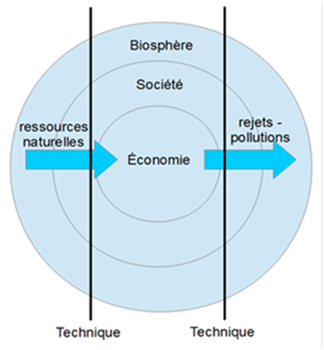 Biosphère
Société
ressources
naturelles
rejets -
pollutions
Économie
Technique
Technique